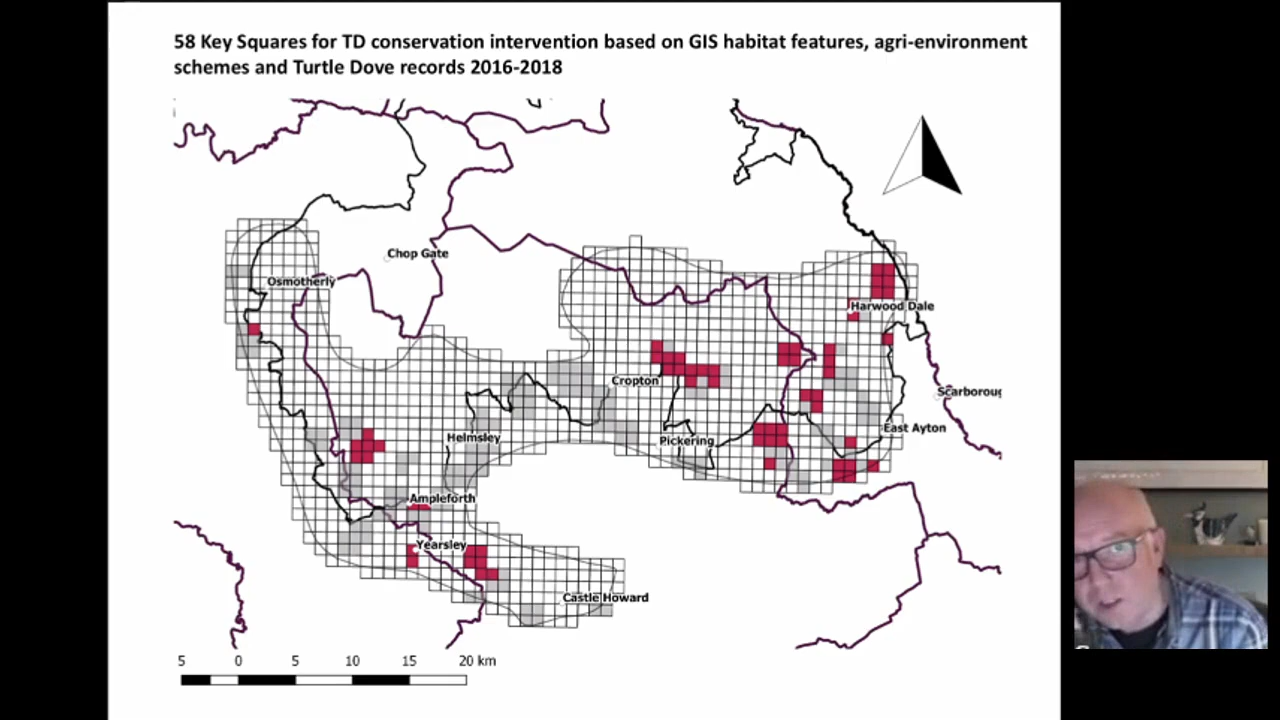 58 Key Squares for TD conservation intervention based on GIS habitat features, agri-environment
schemes and Turtle Dove records 2016-2018
Chop Gate
Osmotherly
Harwood Dale
Cropton
Scarboroug
East Ayton
Helmsley
Pickering
Ampleforth
Yearsley
Castle Howard
5 0 5 10 15 20 km